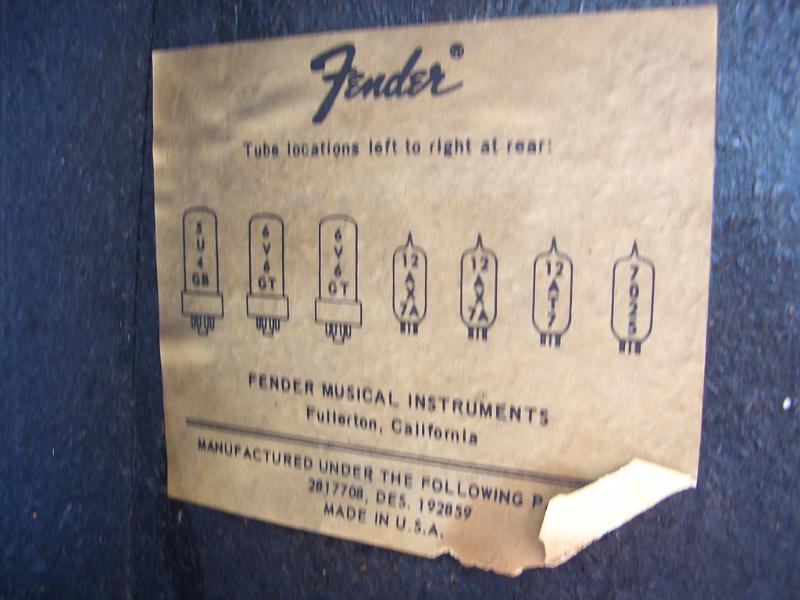 Fender®
Tube locations left to right at rear:
5U4GB 6V6GT 6V6GT 12AX7A 12AX7A 12AT7 7025
FENDER MUSICAL INSTRUMENTS
Fullerton, California
MANUFACTURED UNDER THE FOLLOWING P
2817708, DES. 192859
MADE IN U.S.A.